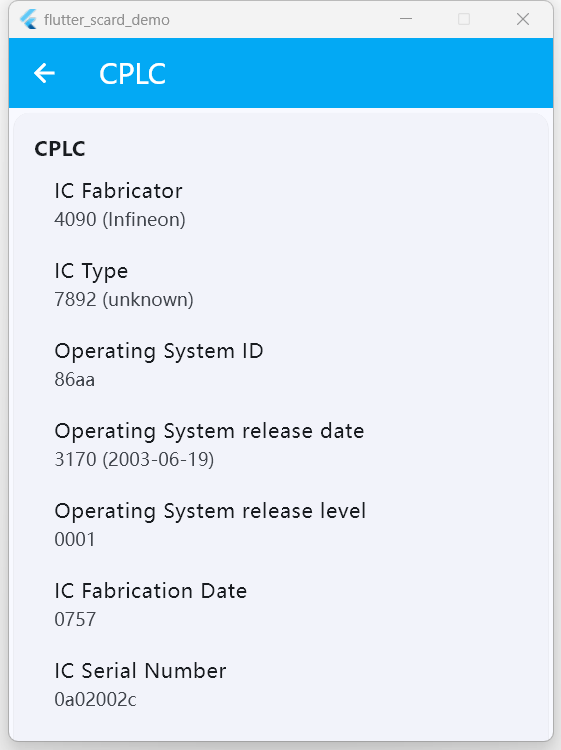 flutter_scard_demo
CPLC
CPLC
IC Fabricator
4090 (Infineon)
IC Type
7892 (unknown)
Operating System ID
86aa
Operating System release date
3170 (2003-06-19)
Operating System release level
0001
IC Fabrication Date
0757
IC Serial Number
0a02002c